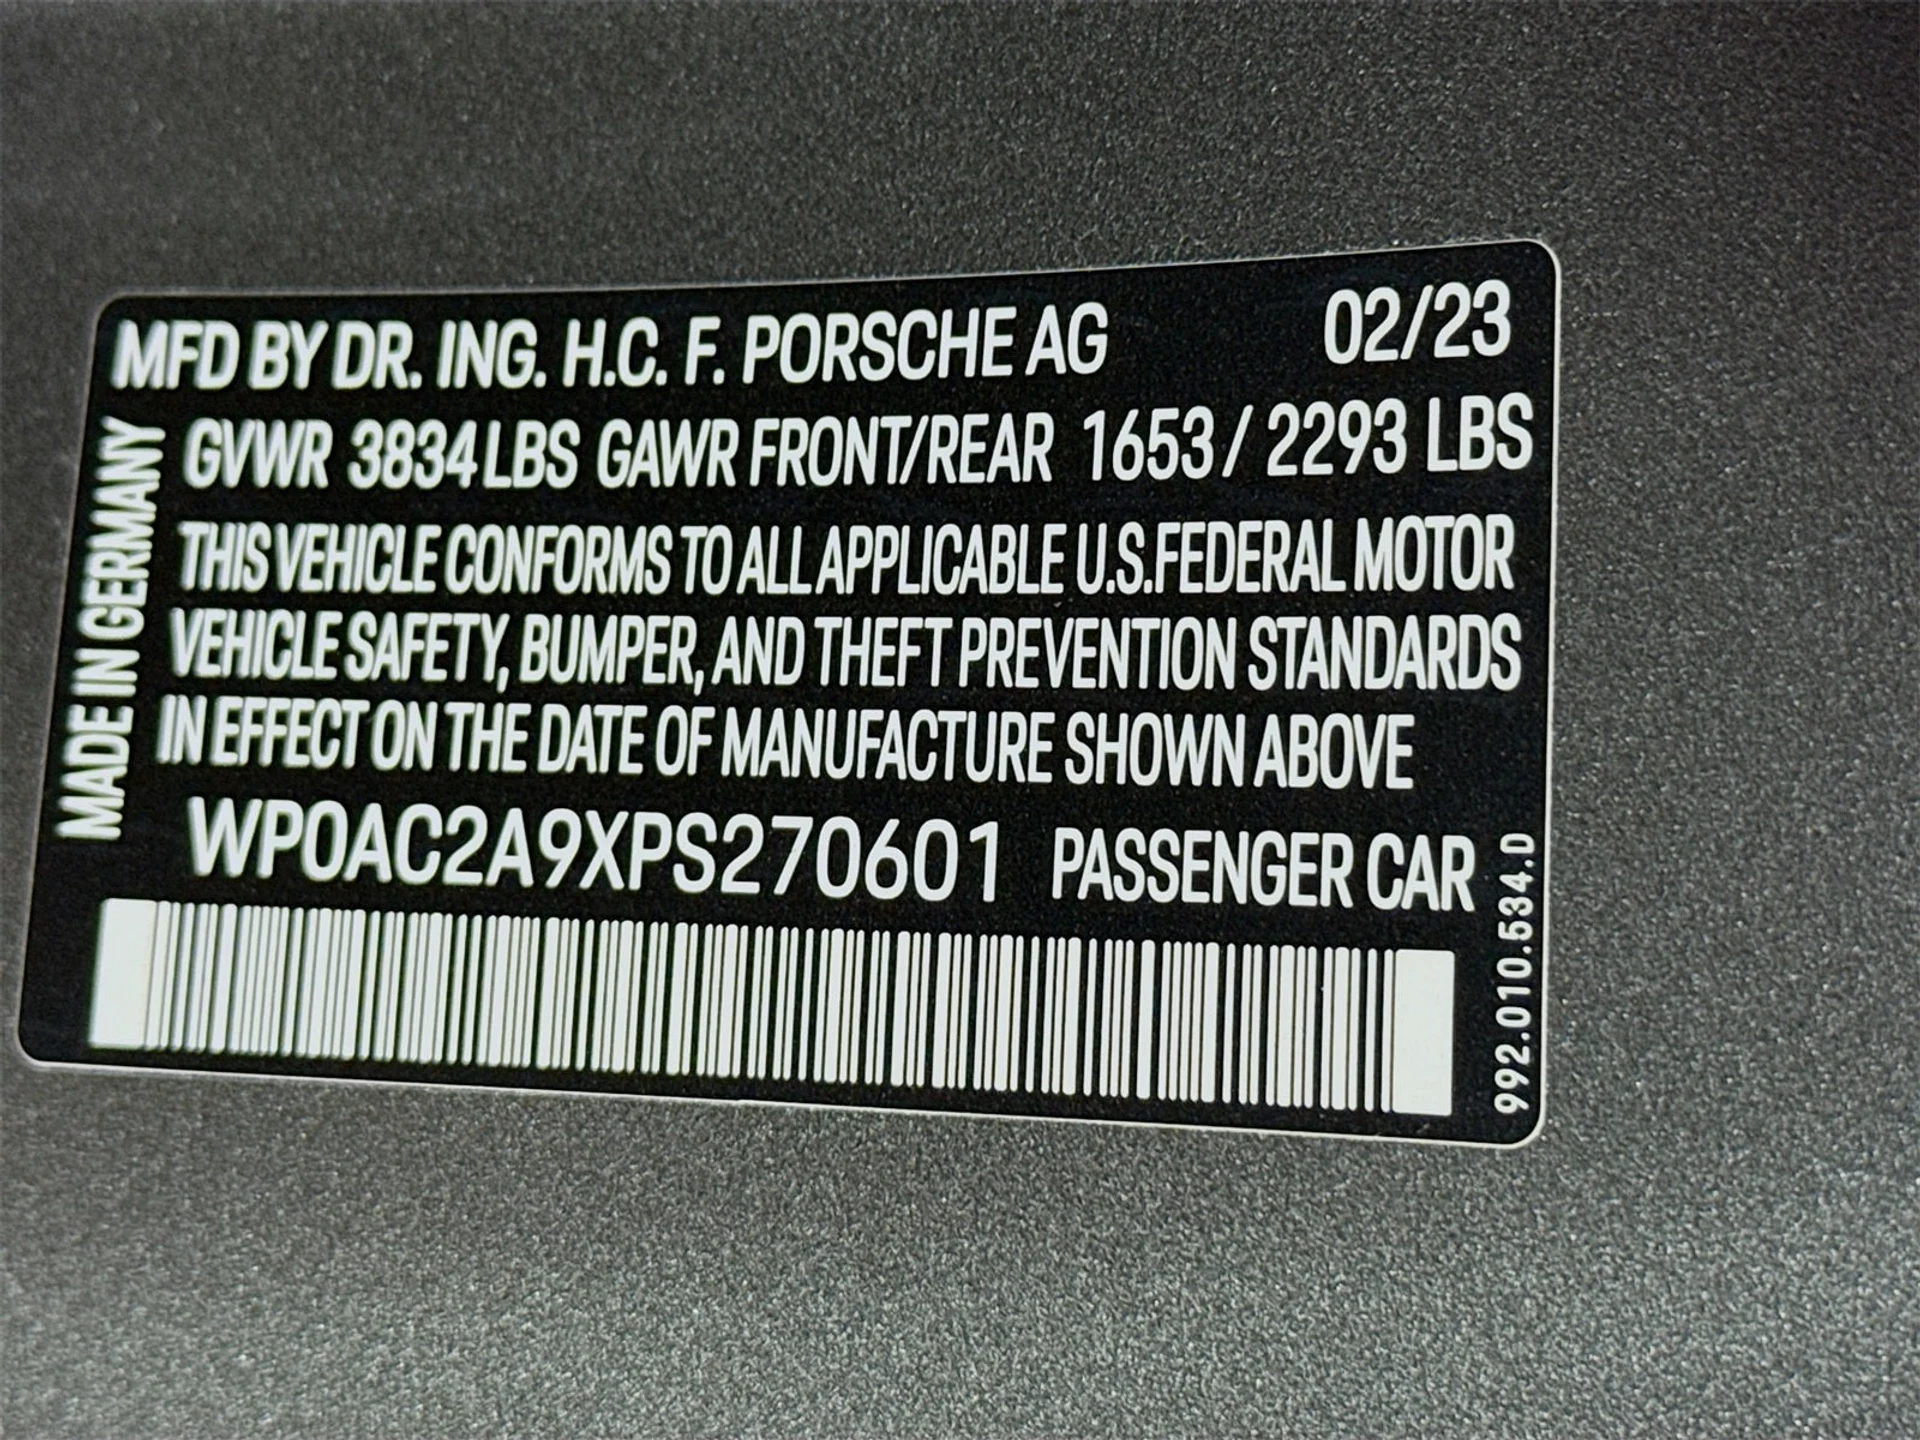 MFD BY DR. ING. H.C. F. PORSCHE AG 02/23
GVWR 3834 LBS GAWR FRONT/REAR 1653 / 2293 LBS
THIS VEHICLE CONFORMS TO ALL APPLICABLE U.S.FEDERAL MOTOR
VEHICLE SAFETY, BUMPER, AND THEFT PREVENTION STANDARDS
IN EFFECT ON THE DATE OF MANUFACTURE SHOWN ABOVE
WP0AC2A9XPS270601 PASSENGER CAR
MADE IN GERMANY
992.010.534.D